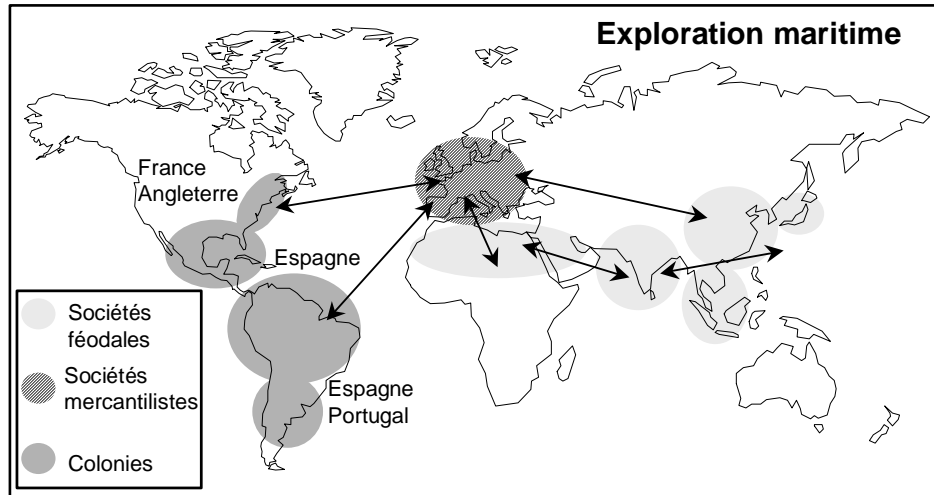 Exploration maritime
France
Angleterre
Espagne
Espagne
Portugal
Sociétés
féodales
Sociétés
mercantilistes
Colonies